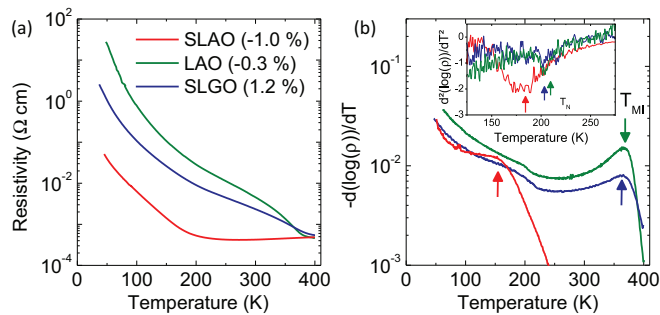 (a)
10²
10⁰
10⁻²
10⁻⁴
Resistivity (Ω cm)
SLAO (-1.0 %)
LAO (-0.3 %)
SLGO (1.2 %)
0 100 200 300 400
Temperature (K)
(b)
10⁻¹
10⁻²
10⁻³
-d(log(ρ))/dT
d²(log(ρ))/dT²
0
-1
-2
T_N
150 200 250
Temperature (K)
T_MI
0 100 200 300 400
Temperature (K)